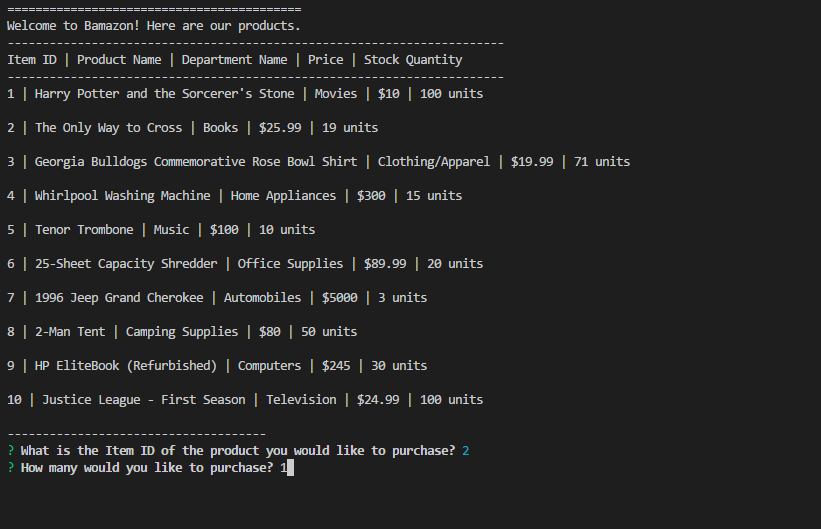 ==========================================
Welcome to Bamazon! Here are our products.
-----------------------------------------------------------------------
Item ID | Product Name | Department Name | Price | Stock Quantity
-----------------------------------------------------------------------
1 | Harry Potter and the Sorcerer's Stone | Movies | $10 | 100 units
2 | The Only Way to Cross | Books | $25.99 | 19 units
3 | Georgia Bulldogs Commemorative Rose Bowl Shirt | Clothing/Apparel | $19.99 | 71 units
4 | Whirlpool Washing Machine | Home Appliances | $300 | 15 units
5 | Tenor Trombone | Music | $100 | 10 units
6 | 25-Sheet Capacity Shredder | Office Supplies | $89.99 | 20 units
7 | 1996 Jeep Grand Cherokee | Automobiles | $5000 | 3 units
8 | 2-Man Tent | Camping Supplies | $80 | 50 units
9 | HP EliteBook (Refurbished) | Computers | $245 | 30 units
10 | Justice League - First Season | Television | $24.99 | 100 units
-------------------------------------
? What is the Item ID of the product you would like to purchase? 2
? How many would you like to purchase? 1